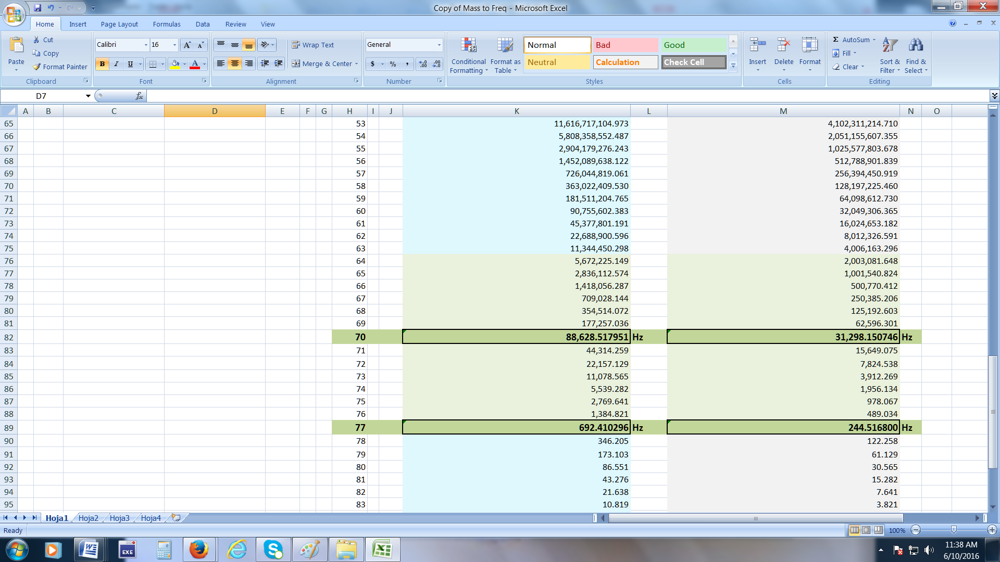 Copy of Mass to Freq - Microsoft Excel
Home Insert Page Layout Formulas Data Review View
Paste
Cut
Copy
Format Painter
Clipboard
Calibri 16
B I U
Font
Wrap Text
Merge & Center
Alignment
General
$ % ,
Number
Conditional Formatting
Format as Table
Normal Bad Good
Neutral Calculation Check Cell
Styles
Insert Delete Format
Cells
Σ AutoSum
Fill
Clear
Sort & Filter
Find & Select
Editing
D7 fx
A B C D E F G H I J K L M N O
65 53 11,616,717,104.973 4,102,311,214.710
66 54 5,808,358,552.487 2,051,155,607.355
67 55 2,904,179,276.243 1,025,577,803.678
68 56 1,452,089,638.122 512,788,901.839
69 57 726,044,819.061 256,394,450.919
70 58 363,022,409.530 128,197,225.460
71 59 181,511,204.765 64,098,612.730
72 60 90,755,602.383 32,049,306.365
73 61 45,377,801.191 16,024,653.182
74 62 22,688,900.596 8,012,326.591
75 63 11,344,450.298 4,006,163.296
76 64 5,672,225.149 2,003,081.648
77 65 2,836,112.574 1,001,540.824
78 66 1,418,056.287 500,770.412
79 67 709,028.144 250,385.206
80 68 354,514.072 125,192.603
81 69 177,257.036 62,596.301
82 70 88,628.517951 Hz 31,298.150746 Hz
83 71 44,314.259 15,649.075
84 72 22,157.129 7,824.538
85 73 11,078.565 3,912.269
86 74 5,539.282 1,956.134
87 75 2,769.641 978.067
88 76 1,384.821 489.034
89 77 692.410296 Hz 244.516800 Hz
90 78 346.205 122.258
91 79 173.103 61.129
92 80 86.551 30.565
93 81 43.276 15.282
94 82 21.638 7.641
95 83 10.819 3.821
Hoja1 Hoja2 Hoja3 Hoja4
Ready 100%
EXE
11:38 AM
6/10/2016